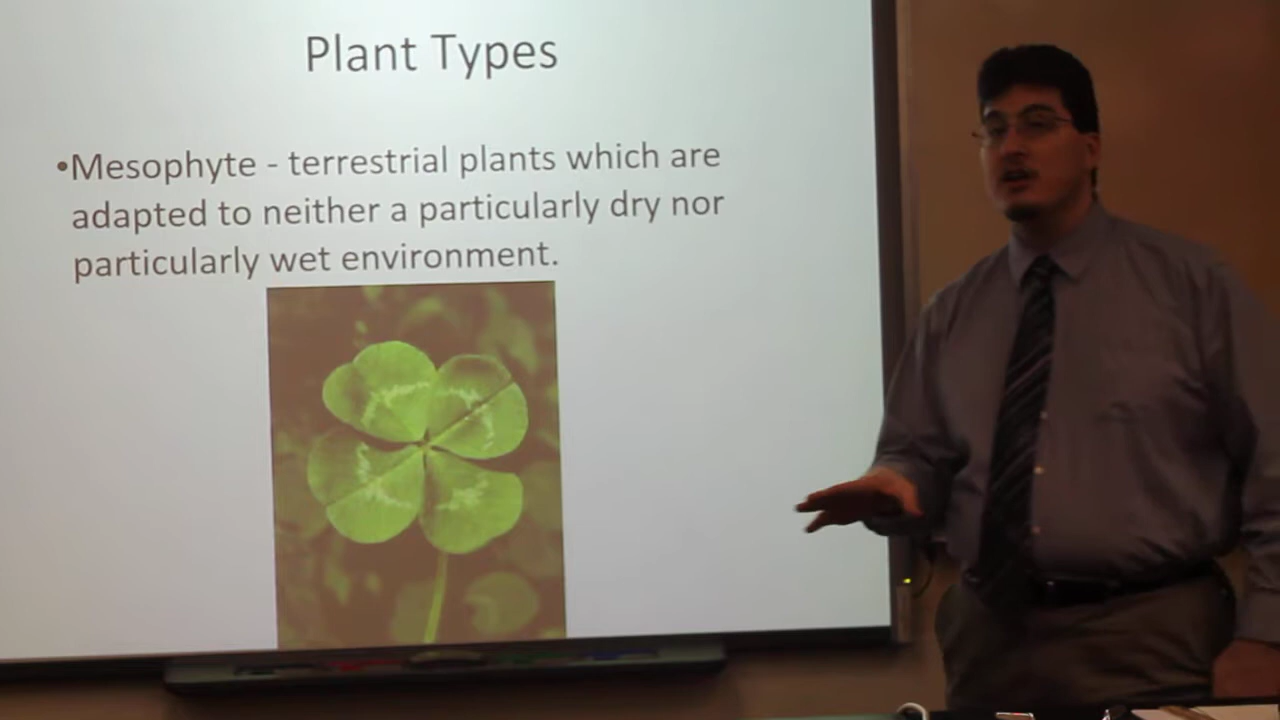 Plant Types
•Mesophyte - terrestrial plants which are
adapted to neither a particularly dry nor
particularly wet environment.